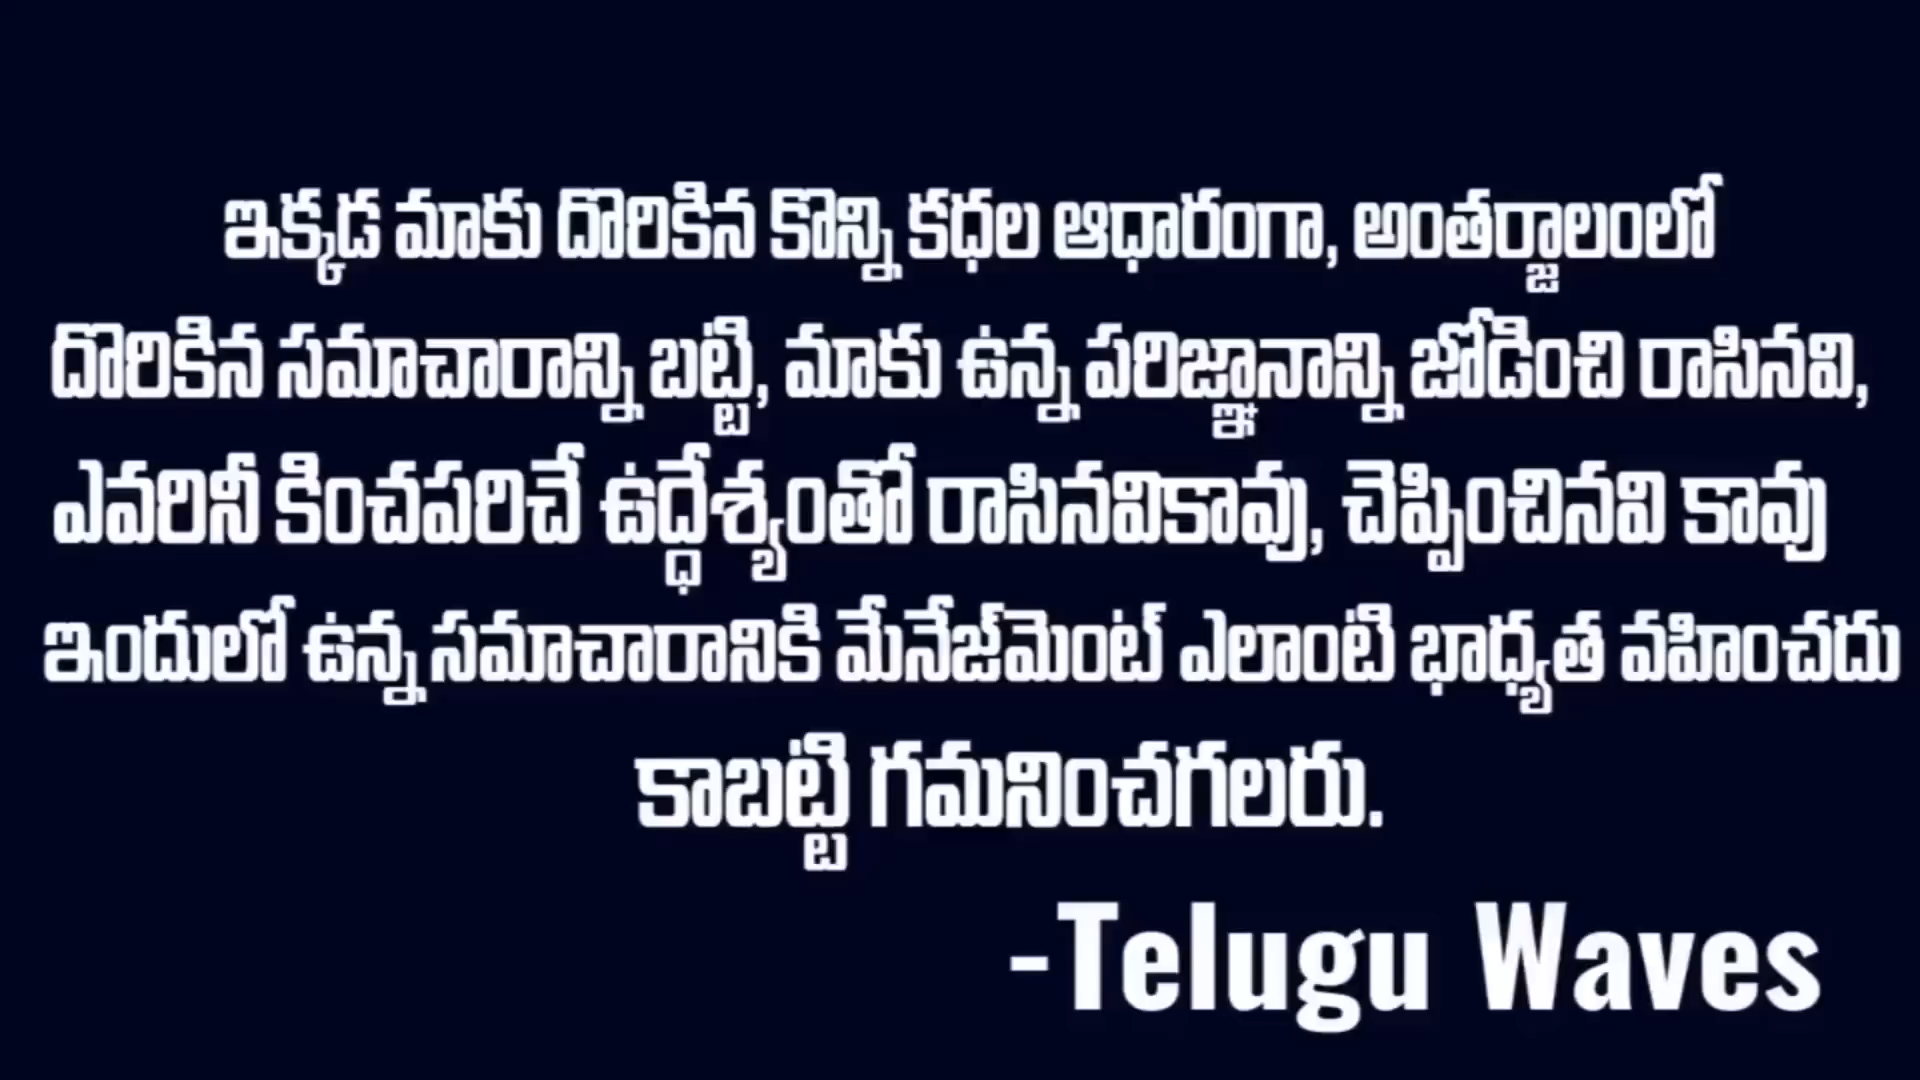 ఇక్కడ మాకు దొరికిన కొన్ని కధల ఆధారంగా, అంతర్జాలంలో
దొరికిన సమాచారాన్ని బట్టి, మాకు ఉన్న పరిజ్ఞానాన్ని జోడించి రాసినవి,
ఎవరినీ కించపరిచే ఉద్ధేశ్యంతో రాసినవికావు, చెప్పించినవి కావు
ఇందులో ఉన్న సమాచారానికి మేనేజ్‌మెంట్ ఎలాంటి భాధ్యత వహించదు
కాబట్టి గమనించగలరు.
-Telugu Waves